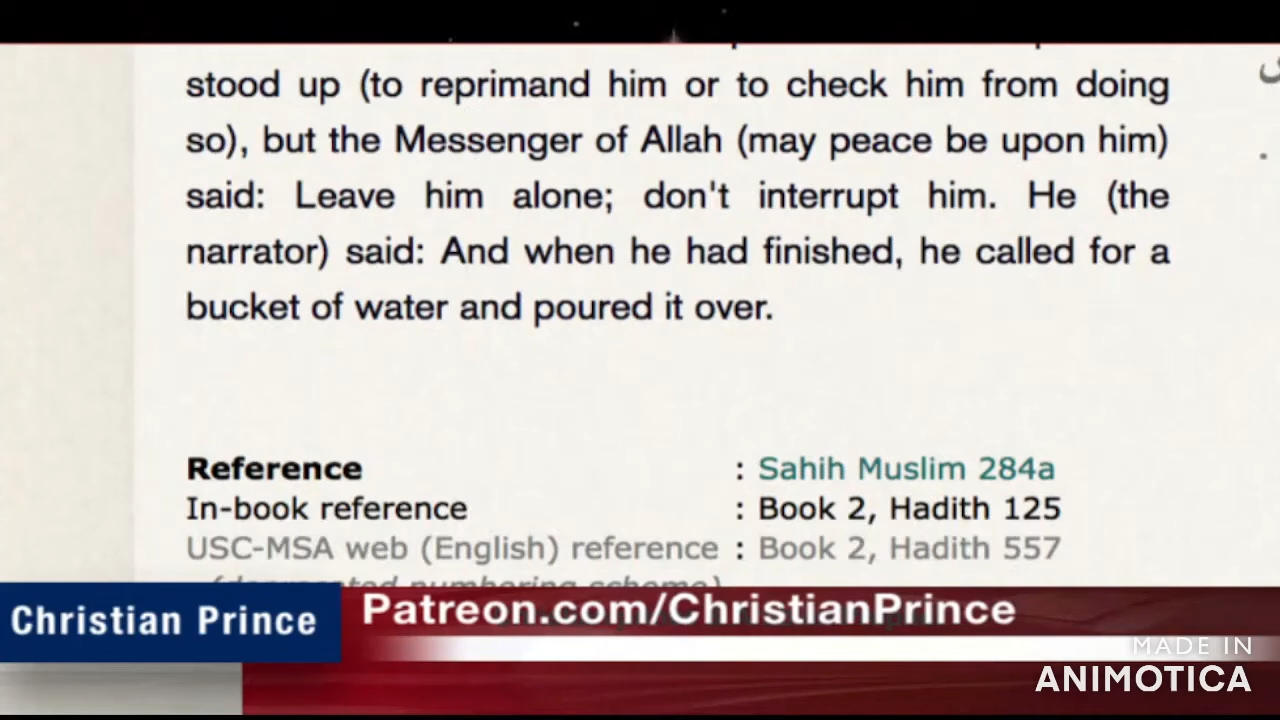 stood up (to reprimand him or to check him from doing
so), but the Messenger of Allah (may peace be upon him)
said: Leave him alone; don't interrupt him. He (the
narrator) said: And when he had finished, he called for a
bucket of water and poured it over.
Reference : Sahih Muslim 284a
In-book reference : Book 2, Hadith 125
USC-MSA web (English) reference : Book 2, Hadith 557
(deprecated numbering scheme)
Christian Prince
Patreon.com/ChristianPrince
MADE IN
ANIMOTICA